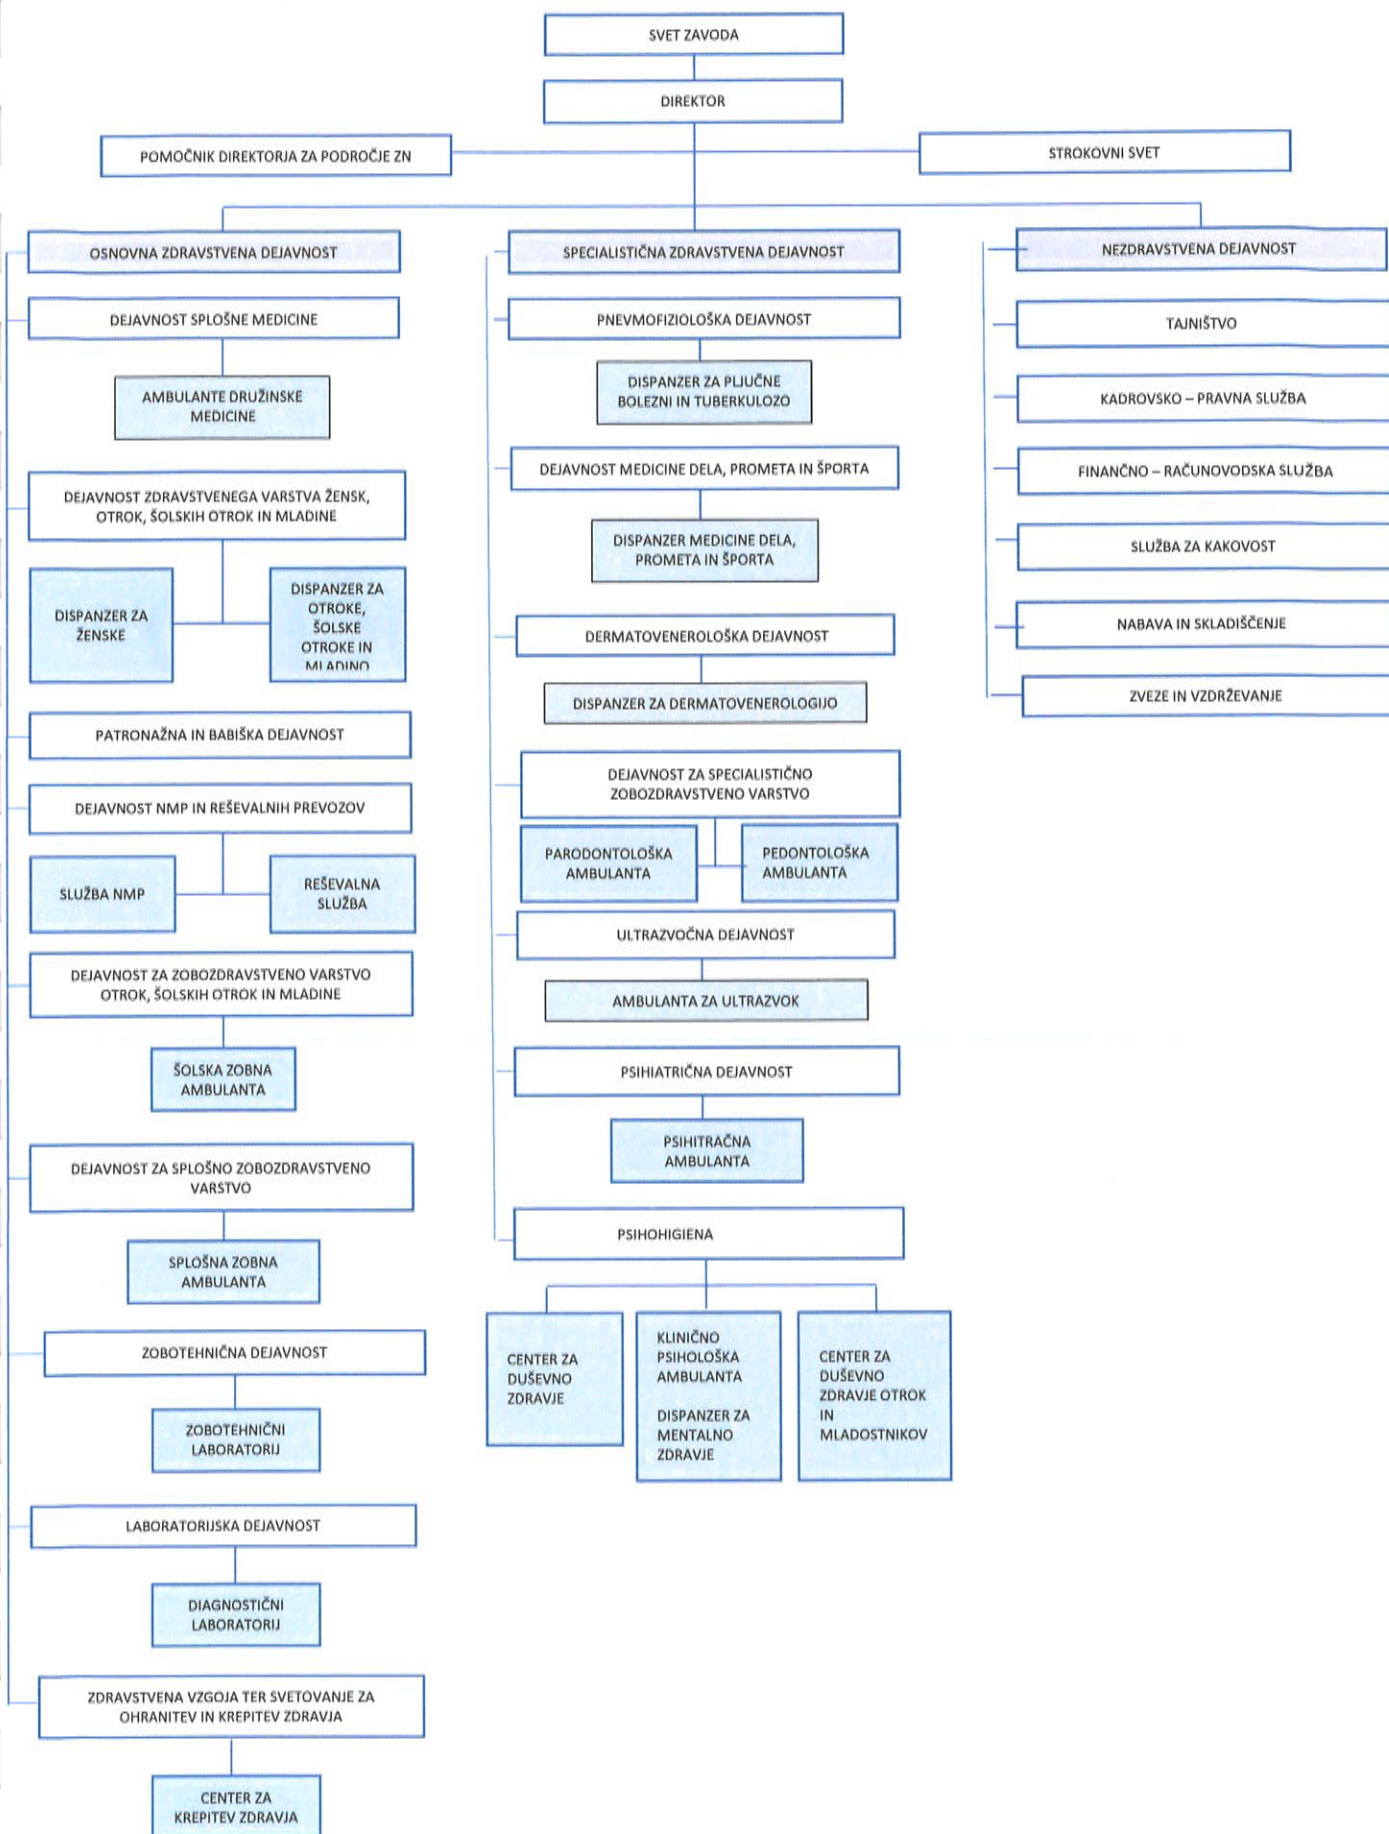 SVET ZAVODA
DIREKTOR
POMOČNIK DIREKTORJA ZA PODROČJE ZN
STROKOVNI SVET
OSNOVNA ZDRAVSTVENA DEJAVNOST
DEJAVNOST SPLOŠNE MEDICINE
AMBULANTE DRUŽINSKE
MEDICINE
DEJAVNOST ZDRAVSTVENEGA VARSTVA ŽENSK,
OTROK, ŠOLSKIH OTROK IN MLADINE
DISPANZER ZA
ŽENSKE
DISPANZER ZA
OTROKE,
ŠOLSKE
OTROKE IN
MLADINO
PATRONAŽNA IN BABIŠKA DEJAVNOST
DEJAVNOST NMP IN REŠEVALNIH PREVOZOV
SLUŽBA NMP
REŠEVALNA
SLUŽBA
DEJAVNOST ZA ZOBOZDRAVSTVENO VARSTVO
OTROK, ŠOLSKIH OTROK IN MLADINE
ŠOLSKA ZOBNA
AMBULANTA
DEJAVNOST ZA SPLOŠNO ZOBOZDRAVSTVENO
VARSTVO
SPLOŠNA ZOBNA
AMBULANTA
ZOBOTEHNIČNA DEJAVNOST
ZOBOTEHNIČNI
LABORATORIJ
LABORATORIJSKA DEJAVNOST
DIAGNOSTIČNI
LABORATORIJ
ZDRAVSTVENA VZGOJA TER SVETOVANJE ZA
OHRANITEV IN KREPITEV ZDRAVJA
CENTER ZA
KREPITEV ZDRAVJA
SPECIALISTIČNA ZDRAVSTVENA DEJAVNOST
PNEVMOFIZIOLOŠKA DEJAVNOST
DISPANZER ZA PLJUČNE
BOLEZNI IN TUBERKULOZO
DEJAVNOST MEDICINE DELA, PROMETA IN ŠPORTA
DISPANZER MEDICINE DELA,
PROMETA IN ŠPORTA
DERMATOVENEROLOŠKA DEJAVNOST
DISPANZER ZA DERMATOVENEROLOGIJO
DEJAVNOST ZA SPECIALISTIČNO
ZOBOZDRAVSTVENO VARSTVO
PARODONTOLOŠKA
AMBULANTA
PEDONTOLOŠKA
AMBULANTA
ULTRAZVOČNA DEJAVNOST
AMBULANTA ZA ULTRAZVOK
PSIHIATRIČNA DEJAVNOST
PSIHITRAČNA
AMBULANTA
PSIHOHIGIENA
CENTER ZA
DUŠEVNO
ZDRAVJE
KLINIČNO
PSIHOLOŠKA
AMBULANTA
DISPANZER ZA
MENTALNO
ZDRAVJE
CENTER ZA
DUŠEVNO
ZDRAVJE OTROK
IN
MLADOSTNIKOV
NEZDRAVSTVENA DEJAVNOST
TAJNIŠTVO
KADROVSKO – PRAVNA SLUŽBA
FINANČNO – RAČUNOVODSKA SLUŽBA
SLUŽBA ZA KAKOVOST
NABAVA IN SKLADIŠČENJE
ZVEZE IN VZDRŽEVANJE